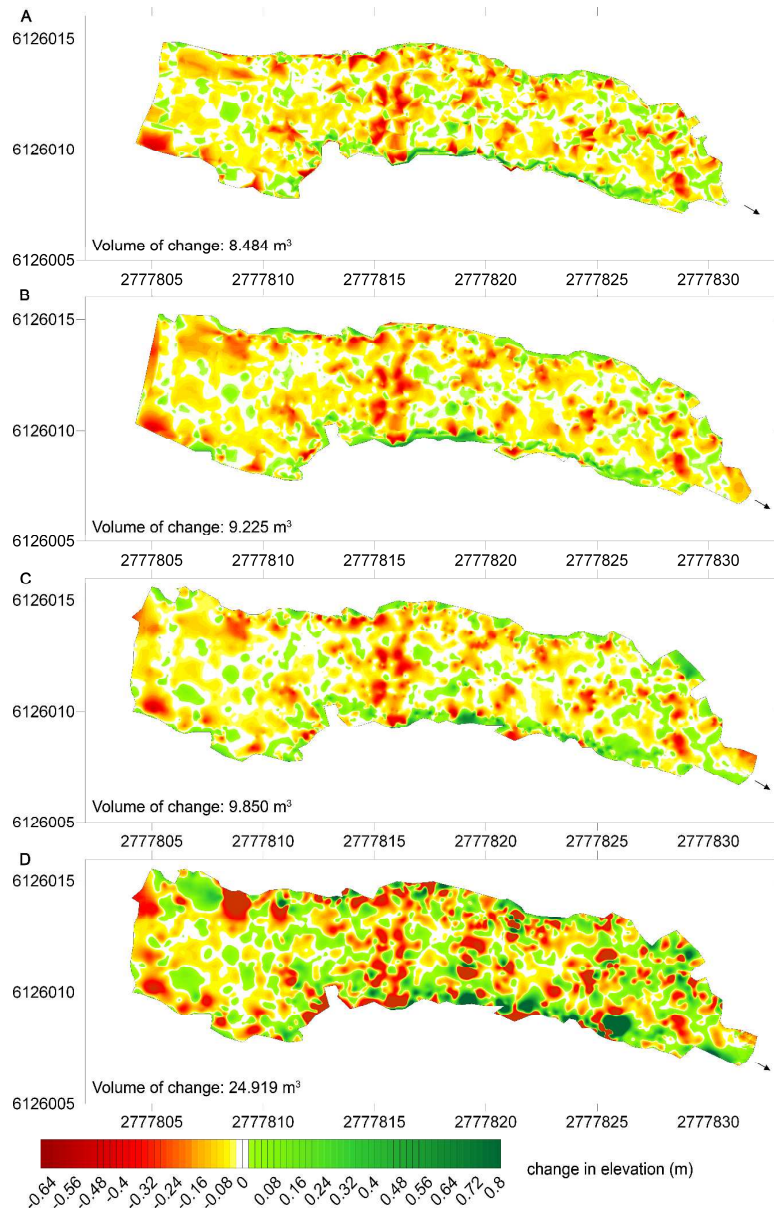 A
6126015
6126010
6126005
Volume of change: 8.484 m³
2777805 2777810 2777815 2777820 2777825 2777830
B
6126015
6126010
6126005
Volume of change: 9.225 m³
2777805 2777810 2777815 2777820 2777825 2777830
C
6126015
6126010
6126005
Volume of change: 9.850 m³
2777805 2777810 2777815 2777820 2777825 2777830
D
6126015
6126010
6126005
Volume of change: 24.919 m³
2777805 2777810 2777815 2777820 2777825 2777830
-0.64 -0.56 -0.48 -0.4 -0.32 -0.24 -0.16 -0.08 0 0.08 0.16 0.24 0.32 0.4 0.48 0.56 0.64 0.72 0.8
change in elevation (m)